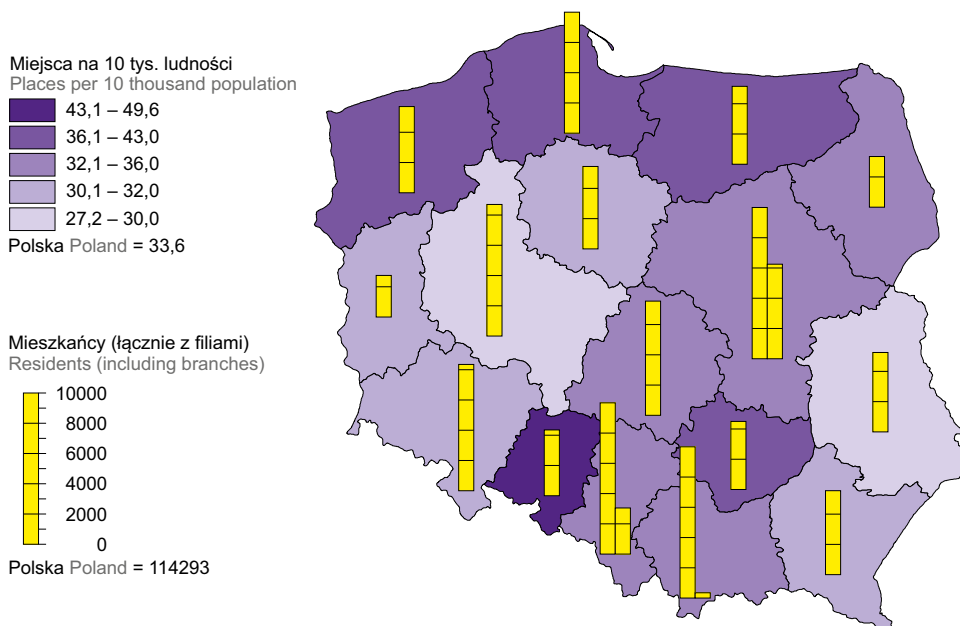 Miejsca na 10 tys. ludności
Places per 10 thousand population
43,1 – 49,6
36,1 – 43,0
32,1 – 36,0
30,1 – 32,0
27,2 – 30,0
Polska Poland = 33,6
Mieszkańcy (łącznie z filiami)
Residents (including branches)
10000
8000
6000
4000
2000
0
Polska Poland = 114293